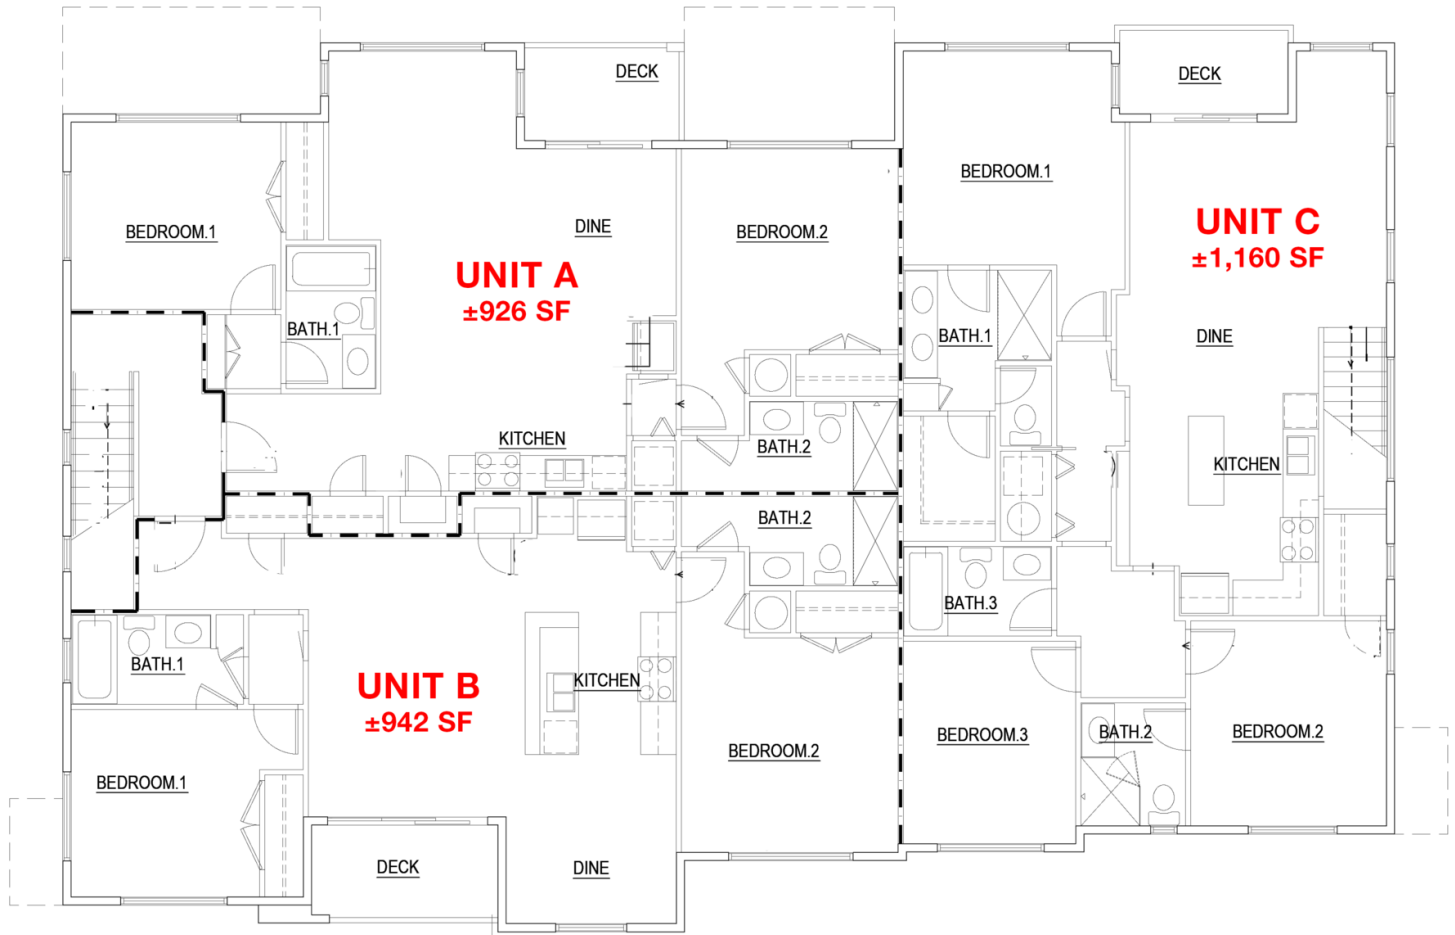 DECK
BEDROOM.1
DINE
BEDROOM.2
UNIT A
±926 SF
BATH.1
KITCHEN
BATH.2
DECK
BEDROOM.1
UNIT C
±1,160 SF
BATH.1
DINE
KITCHEN
BATH.3
BEDROOM.3
BATH.2
BEDROOM.2
BATH.2
BATH.1
UNIT B
±942 SF
KITCHEN
BEDROOM.1
BEDROOM.2
DECK
DINE